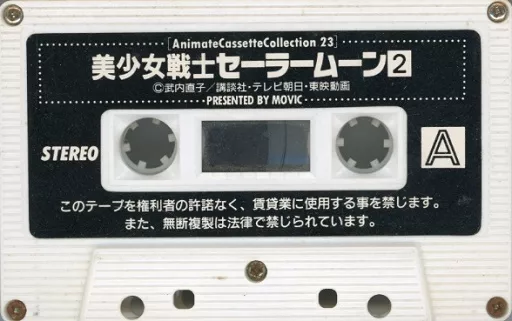 [AnimateCassetteCollection 23]
美少女戦士セーラームーン2
©武内直子／講談社・テレビ朝日・東映動画
PRESENTED BY MOVIC
STEREO
A
このテープを権利者の許諾なく、賃貸業に使用する事を禁じます。
また、無断複製は法律で禁じられています。